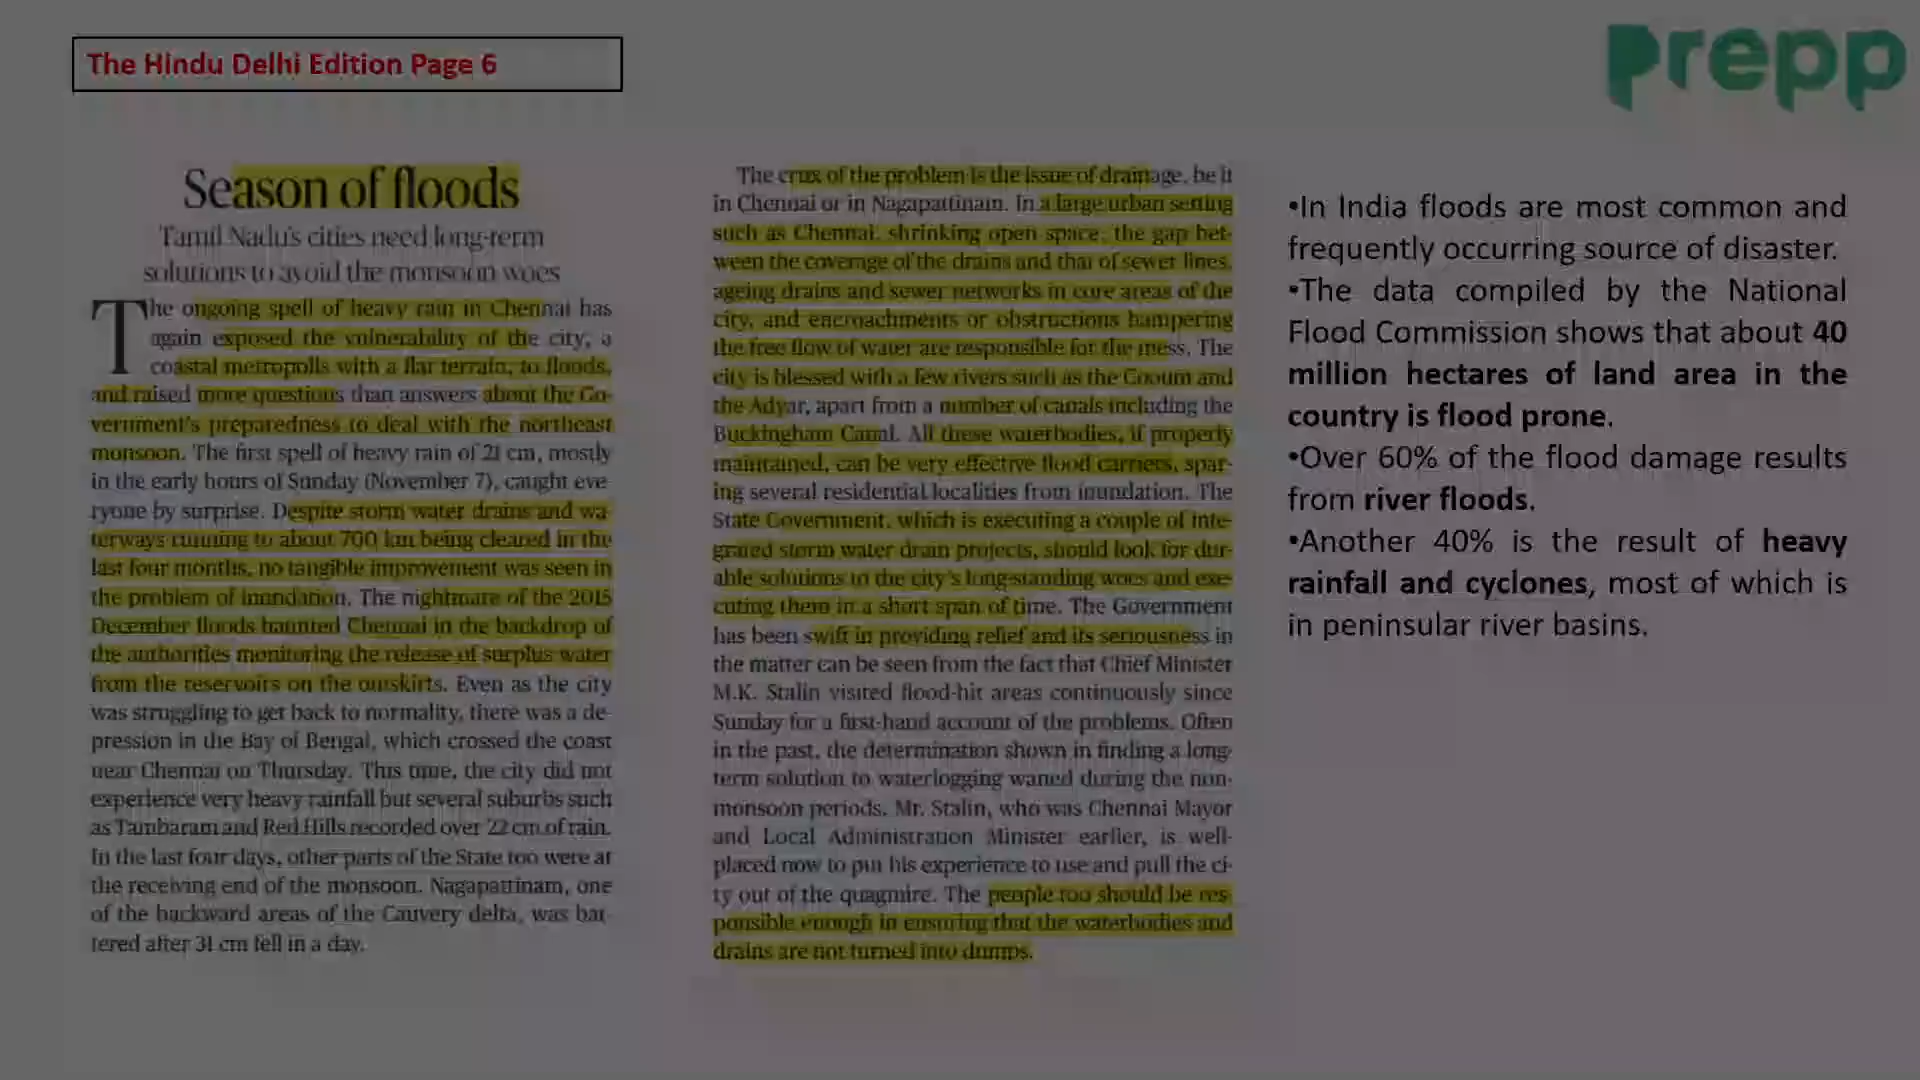 The Hindu Delhi Edition Page 6
prepp
Season of floods
Tamil Nadu's cities need long-term
solutions to avoid the monsoon woes
The ongoing spell of heavy rain in Chennai has
again exposed the vulnerability of the city, a
coastal metropolis with a flat terrain, to floods,
and raised more questions than answers about the Go-
vernment's preparedness to deal with the northeast
monsoon. The first spell of heavy rain of 21 cm, mostly
in the early hours of Sunday (November 7), caught eve-
ryone by surprise. Despite storm water drains and wa-
terways running to about 700 km being cleared in the
last four months, no tangible improvement was seen in
the problem of inundation. The nightmare of the 2015
December floods haunted Chennai in the backdrop of
the authorities monitoring the release of surplus water
from the reservoirs on the outskirts. Even as the city
was struggling to get back to normality, there was a de-
pression in the Bay of Bengal, which crossed the coast
near Chennai on Thursday. This time, the city did not
experience very heavy rainfall but several suburbs such
as Tambaram and Red Hills recorded over 22 cm of rain.
In the last four days, other parts of the State too were at
the receiving end of the monsoon. Nagapattinam, one
of the backward areas of the Cauvery delta, was bat-
tered after 31 cm fell in a day.
The crux of the problem is the issue of drainage, be it
in Chennai or in Nagapattinam. In a large urban setting
such as Chennai, shrinking open space; the gap bet-
ween the coverage of the drains and that of sewer lines,
ageing drains and sewer networks in core areas of the
city, and encroachments or obstructions hampering
the free flow of water are responsible for the mess. The
city is blessed with a few rivers such as the Cooum and
the Adyar, apart from a number of canals including the
Buckingham Canal. All these waterbodies, if properly
maintained, can be very effective flood carriers, spar-
ing several residential localities from inundation. The
State Government, which is executing a couple of inte-
grated storm water drain projects, should look for dur-
able solutions to the city's long-standing woes and exe-
cuting them in a short span of time. The Government
has been swift in providing relief and its seriousness in
the matter can be seen from the fact that Chief Minister
M.K. Stalin visited flood-hit areas continuously since
Sunday for a first-hand account of the problems. Often
in the past, the determination shown in finding a long-
term solution to waterlogging waned during the non-
monsoon periods. Mr. Stalin, who was Chennai Mayor
and Local Administration Minister earlier, is well-
placed now to put his experience to use and pull the ci-
ty out of the quagmire. The people too should be res-
ponsible enough in ensuring that the waterbodies and
drains are not turned into dumps.
•In India floods are most common and
frequently occurring source of disaster.
•The data compiled by the National
Flood Commission shows that about 40
million hectares of land area in the
country is flood prone.
•Over 60% of the flood damage results
from river floods.
•Another 40% is the result of heavy
rainfall and cyclones, most of which is
in peninsular river basins.